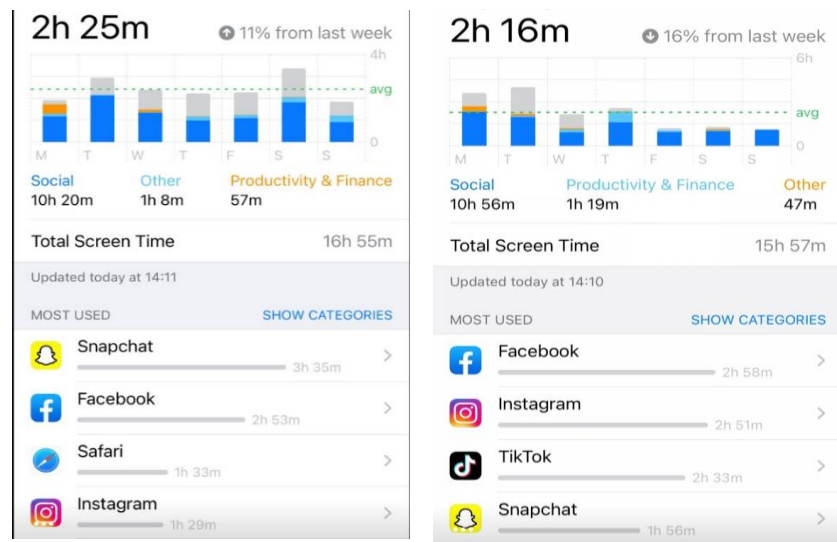 2h 25m
11% from last week
4h
avg
0
M T W T F S S
Social Other Productivity & Finance
10h 20m 1h 8m 57m
Total Screen Time 16h 55m
Updated today at 14:11
MOST USED SHOW CATEGORIES
Snapchat
3h 35m
Facebook
2h 53m
Safari
1h 33m
Instagram
1h 29m
2h 16m
16% from last week
6h
avg
0
M T W T F S S
Social Productivity & Finance Other
10h 56m 1h 19m 47m
Total Screen Time 15h 57m
Updated today at 14:10
MOST USED SHOW CATEGORIES
Facebook
2h 58m
Instagram
2h 51m
TikTok
2h 33m
Snapchat
1h 56m